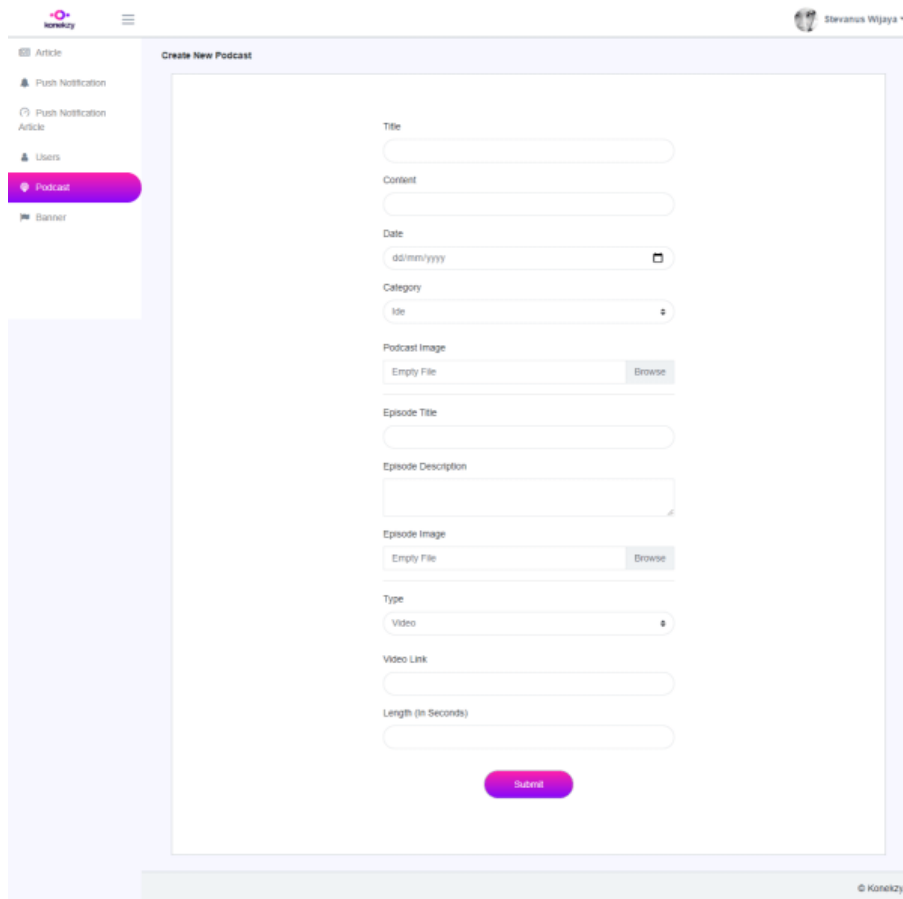 konekzy
Stevanus Wijaya
Article
Push Notification
Push Notification
Article
Users
Podcast
Banner
Create New Podcast
Title
Content
Date
dd/mm/yyyy
Category
Ide
Podcast Image
Empty File
Browse
Episode Title
Episode Description
Episode Image
Empty File
Browse
Type
Video
Video Link
Length (In Seconds)
Submit
© Konekzy